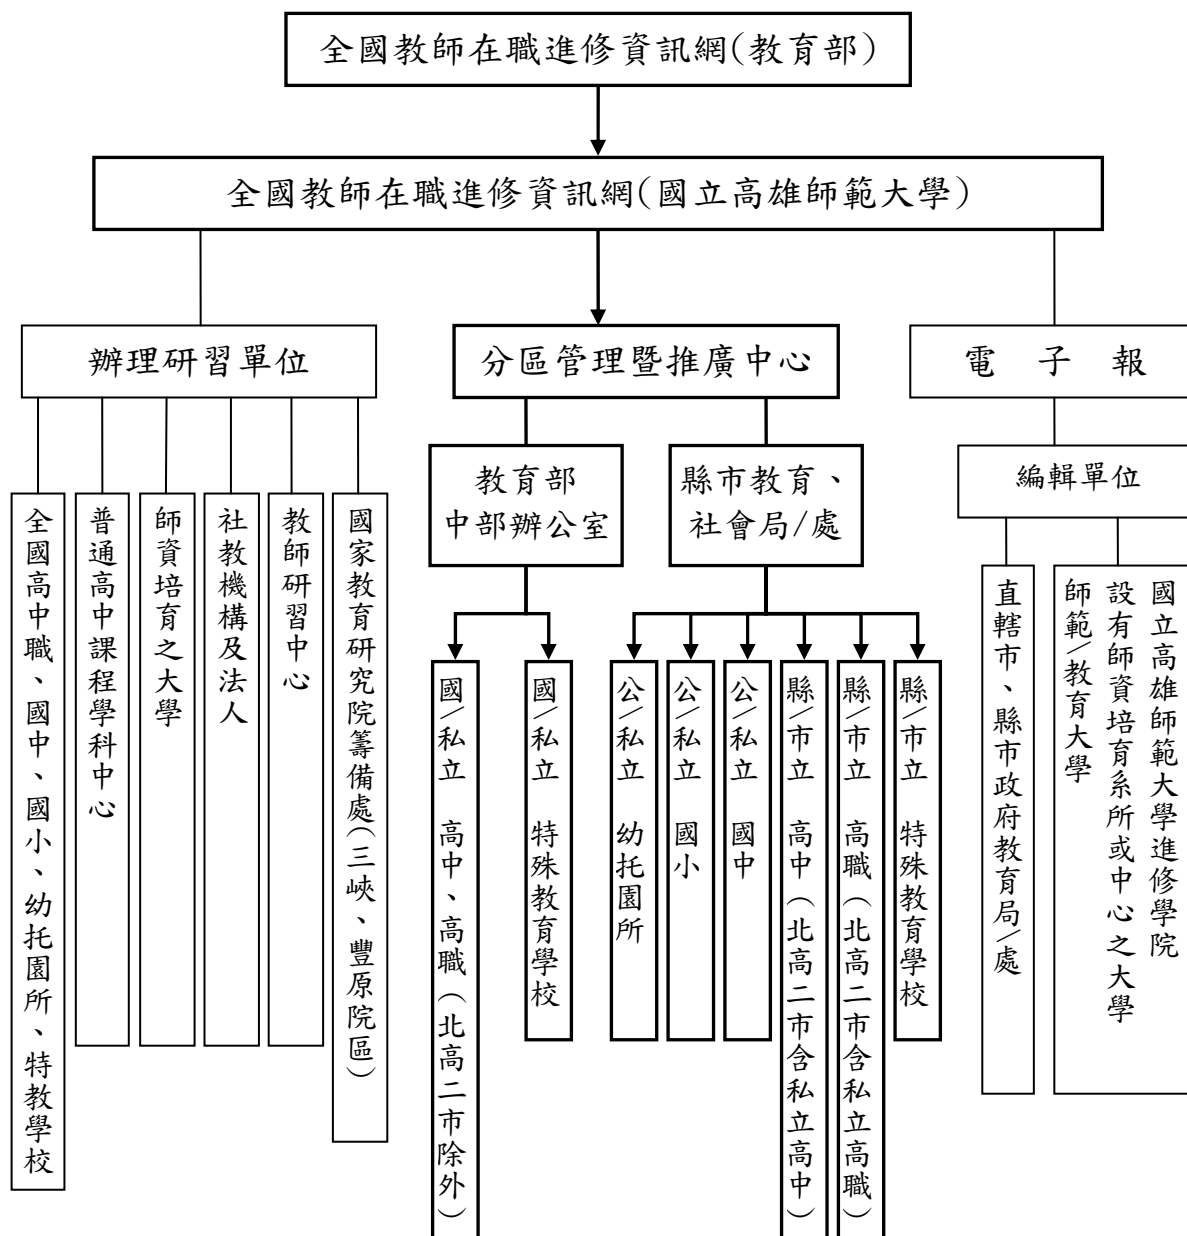 全國教師在職進修資訊網(教育部)
全國教師在職進修資訊網(國立高雄師範大學)
辦理研習單位
分區管理暨推廣中心
電子報
教育部
中部辦公室
縣市教育、
社會局/處
編輯單位
全國高中職、國中、國小、幼托園所、特教學校
普通高中課程學科中心
師資培育之大學
社教機構及法人
教師研習中心
國家教育研究院籌備處(三峽、豐原院區)
國/私立 高中、高職(北高二市除外)
國/私立 特殊教育學校
公/私立 幼托園所
公/私立 國小
公/私立 國中
縣/市立 高中(北高二市含私立高中)
縣/市立 高職(北高二市含私立高職)
縣/市立 特殊教育學校
直轄市、縣市政府教育局/處
國立高雄師範大學進修學院
設有師資培育系所或中心之大學
師範/教育大學